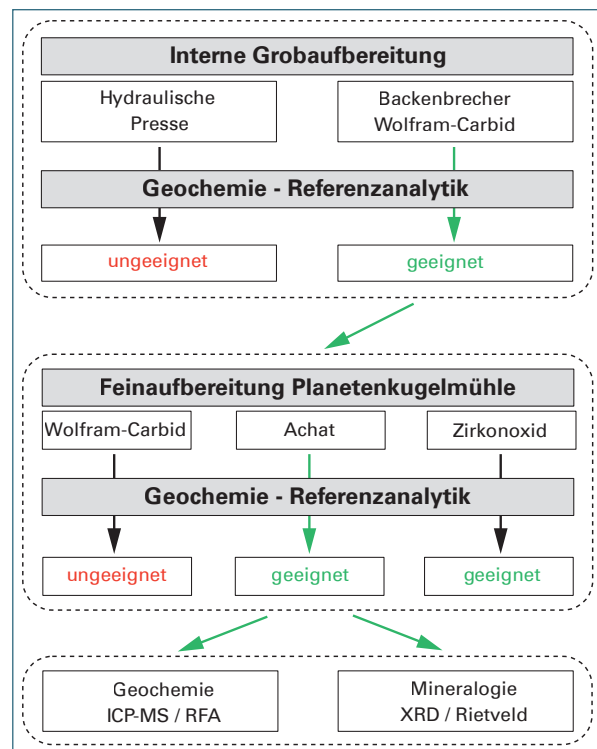 Interne Grobaufbereitung
Hydraulische
Presse
Backenbrecher
Wolfram-Carbid
Geochemie - Referenzanalytik
ungeeignet
geeignet
Feinaufbereitung Planetenkugelmühle
Wolfram-Carbid
Achat
Zirkonoxid
Geochemie - Referenzanalytik
ungeeignet
geeignet
geeignet
Geochemie
ICP-MS / RFA
Mineralogie
XRD / Rietveld